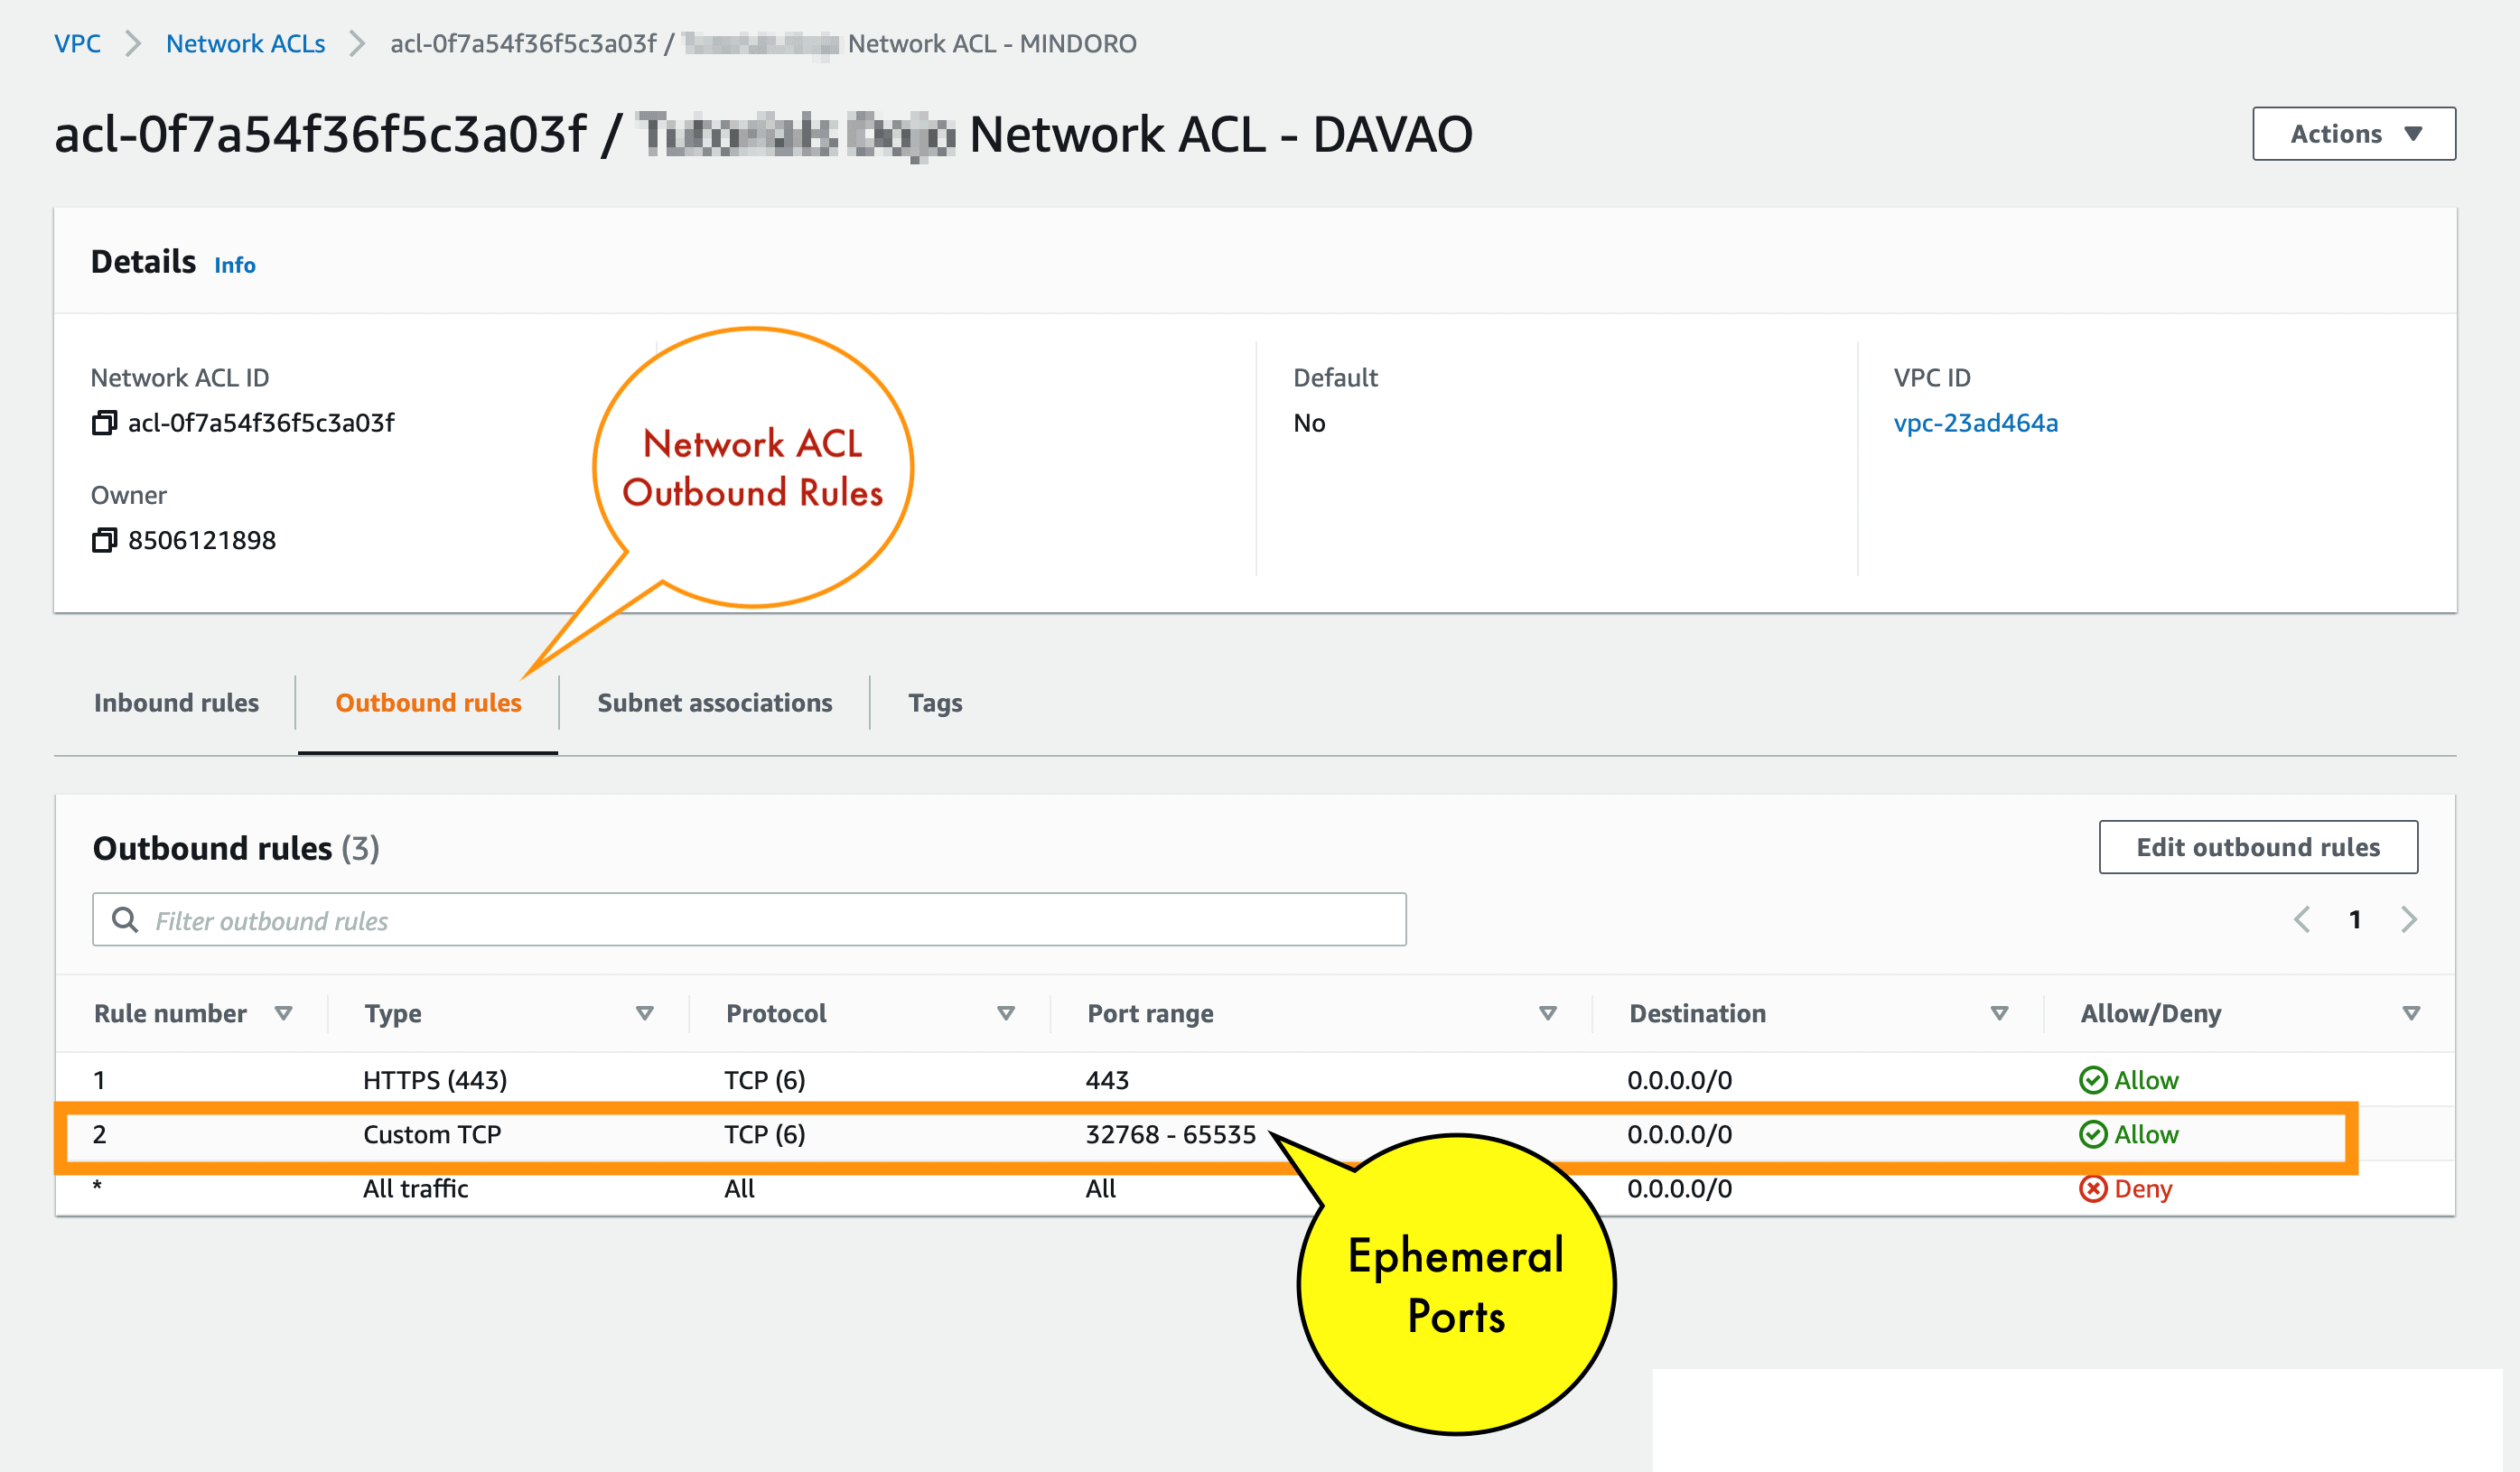 VPC > Network ACLs > acl-0f7a54f36f5c3a03f / Network ACL - MINDORO
acl-0f7a54f36f5c3a03f / Network ACL - DAVAO
Actions
Details Info
Network ACL ID
acl-0f7a54f36f5c3a03f
Owner
8506121898
Network ACL
Outbound Rules
Default
No
VPC ID
vpc-23ad464a
Inbound rules Outbound rules Subnet associations Tags
Outbound rules (3)
Edit outbound rules
Filter outbound rules
1
Rule number Type Protocol Port range Destination Allow/Deny
1 HTTPS (443) TCP (6) 443 0.0.0.0/0 Allow
2 Custom TCP TCP (6) 32768 - 65535 0.0.0.0/0 Allow
* All traffic All All 0.0.0.0/0 Deny
Ephemeral
Ports